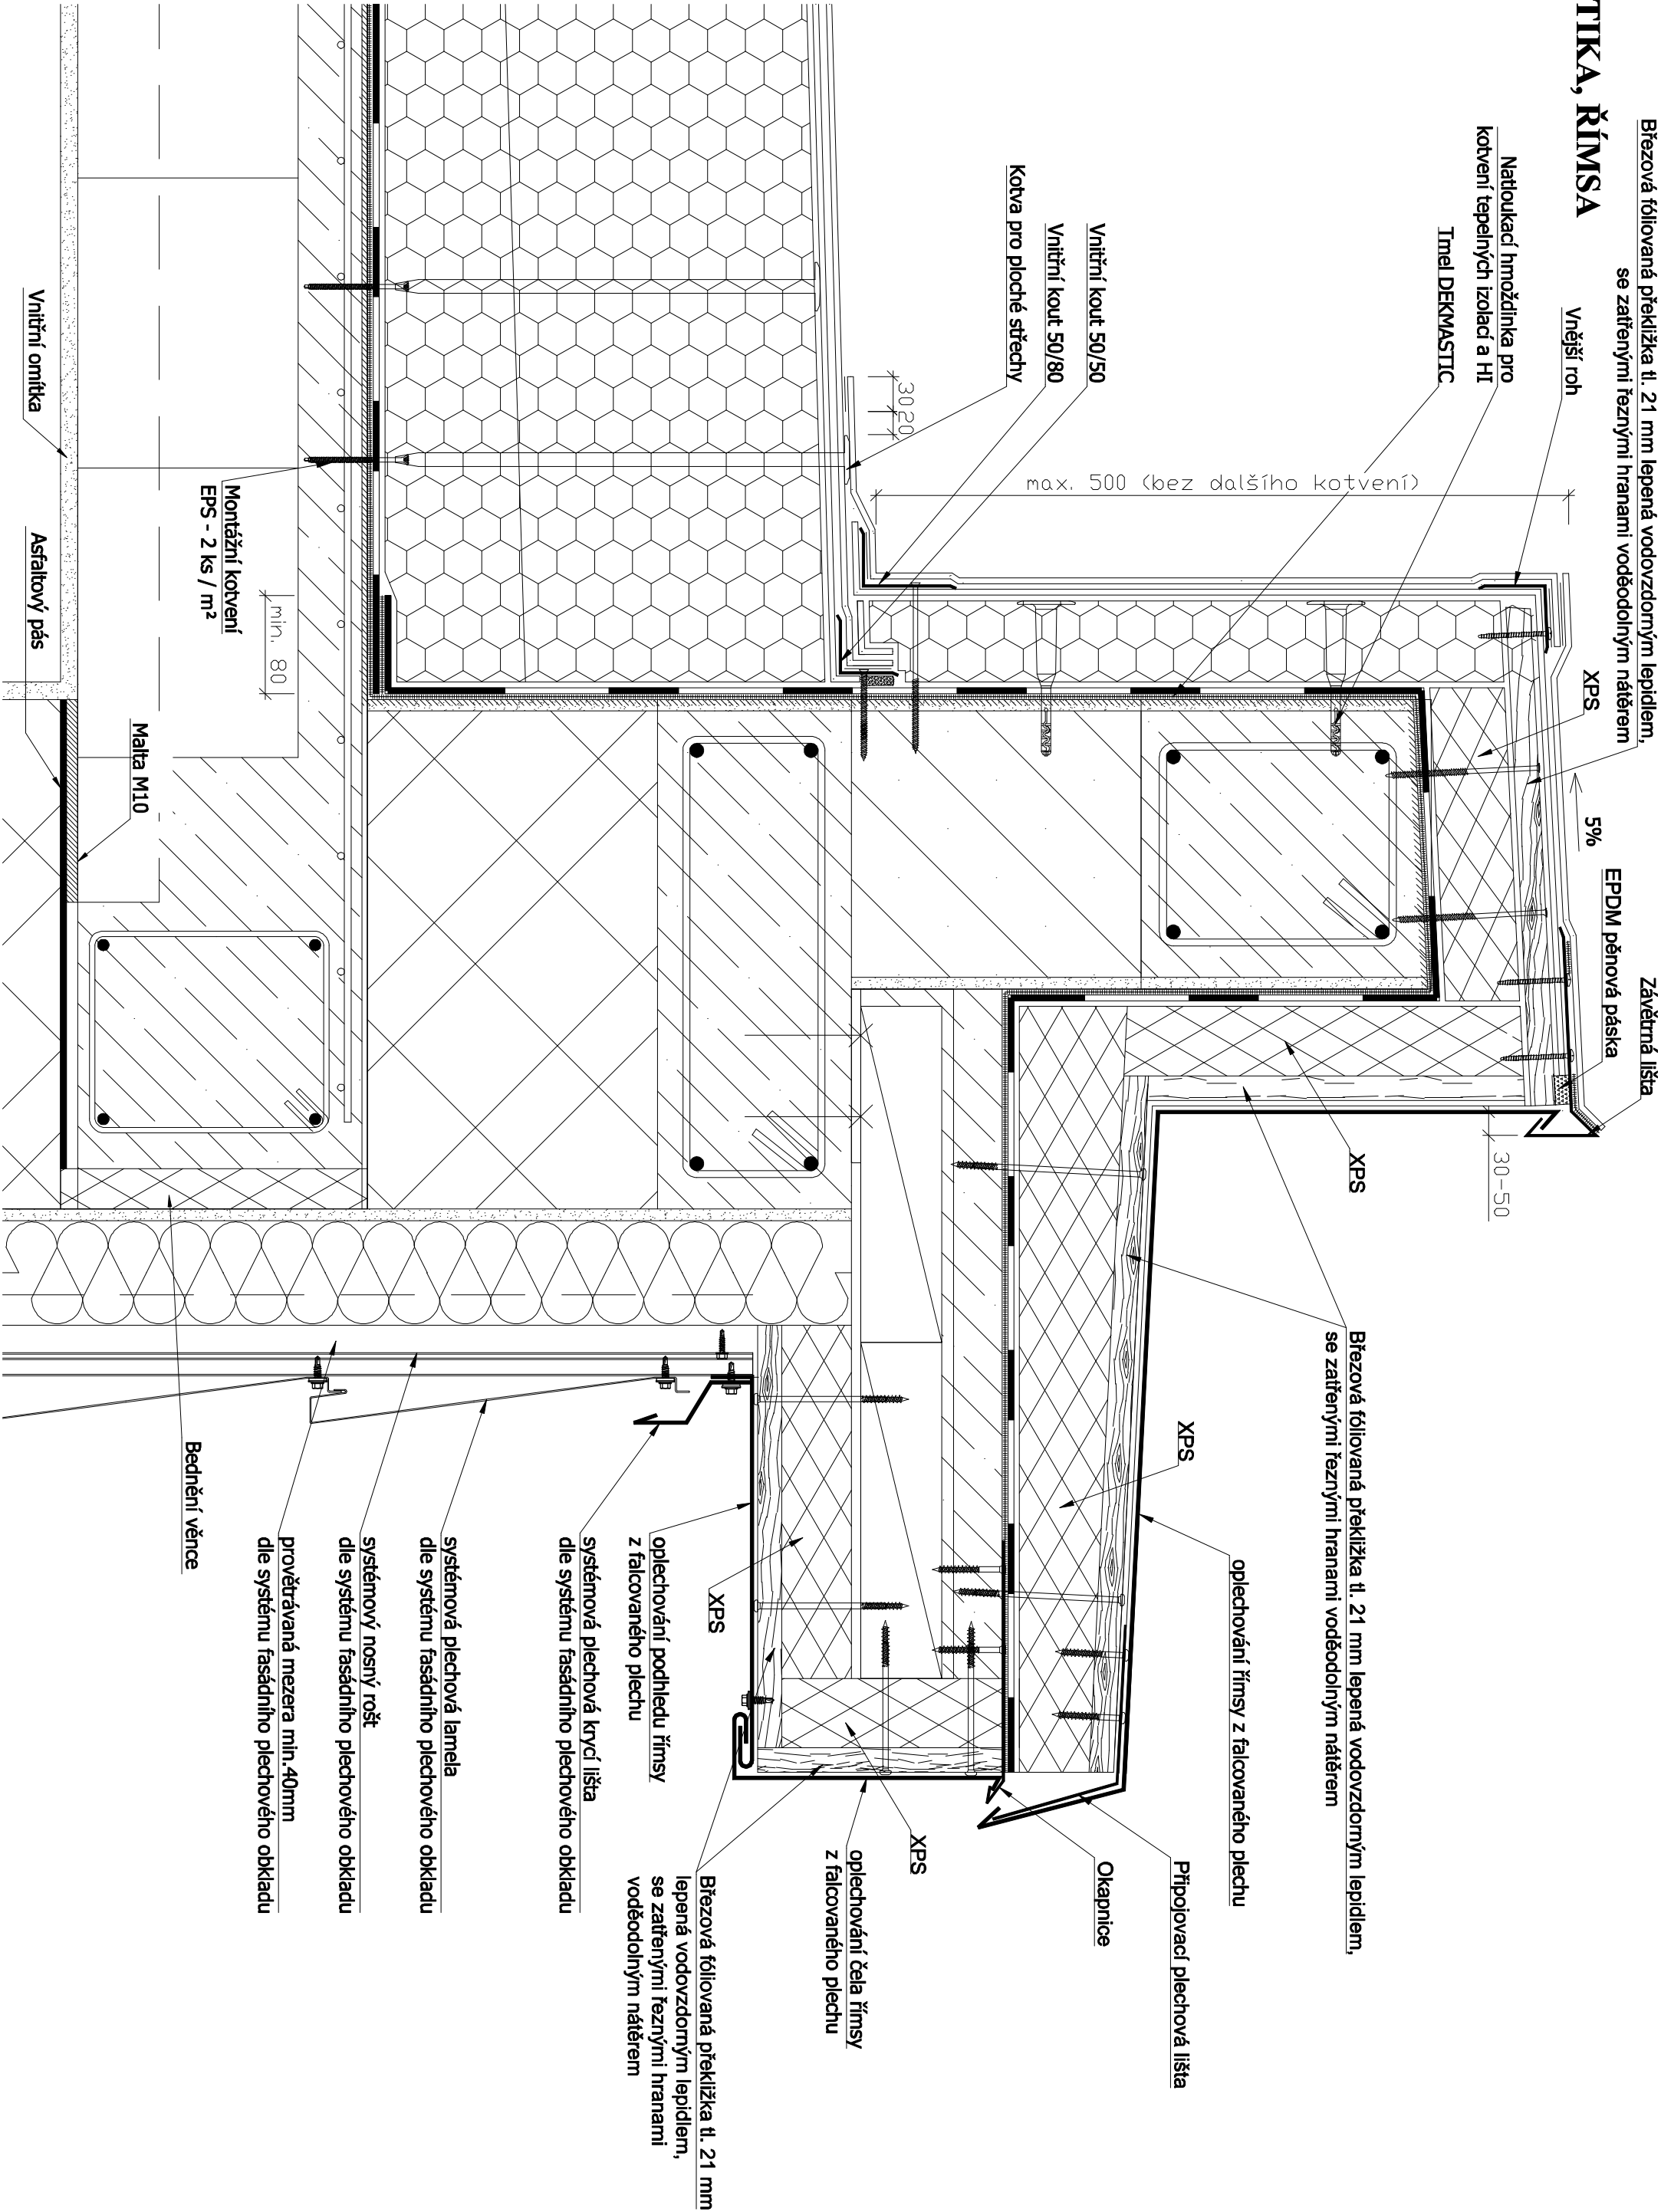 TIKA, ŘÍMSA
Březová fóliovaná překližka tl. 21 mm lepená vodovzdorným lepidlem,
se zatřenými řeznými hranami voděodolným nátěrem
Vnější roh
Natloukací hmoždinka pro
kotvení tepelných izolací a HI
Tmel DEKMASTIC
Vnitřní kout 50/50
Vnitřní kout 50/80
Kotva pro ploché střechy
30 20
max. 500 (bez dalšího kotvení)
XPS
5%
EPDM pěnová páska
Závětrná lišta
30-50
XPS
Březová fóliovaná překližka tl. 21 mm lepená vodovzdorným lepidlem,
se zatřenými řeznými hranami voděodolným nátěrem
XPS
oplechování římsy z falcovaného plechu
Připojovací plechová lišta
Okapnice
XPS
oplechování čela římsy
z falcovaného plechu
Březová fóliovaná překližka tl. 21 mm
lepená vodovzdorným lepidlem,
se zatřenými řeznými hranami
voděodolným nátěrem
XPS
oplechování podhledu římsy
z falcovaného plechu
systémová plechová krycí lišta
dle systému fasádního plechového obkladu
systémová plechová lamela
dle systému fasádního plechového obkladu
systémový nosný rošt
dle systému fasádního plechového obkladu
provětrávaná mezera min.40mm
dle systému fasádního plechového obkladu
Bednění věnce
Montážní kotvení
EPS - 2 ks / m²
min. 80
Malta M10
Asfaltový pás
Vnitřní omítka